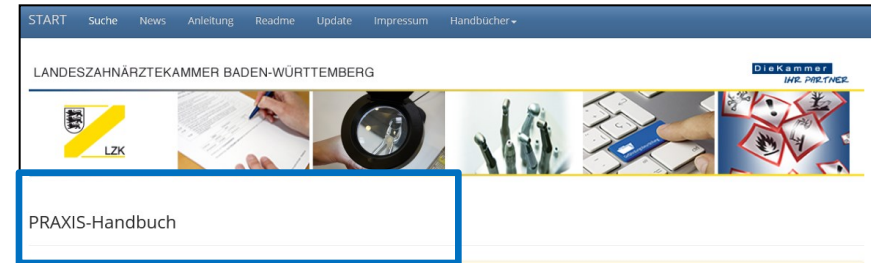 START Suche News Anleitung Readme Update Impressum Handbücher
LANDESZAHNÄRZTEKAMMER BADEN-WÜRTTEMBERG
DieKammer
IHR PARTNER
LZK
PRAXIS-Handbuch